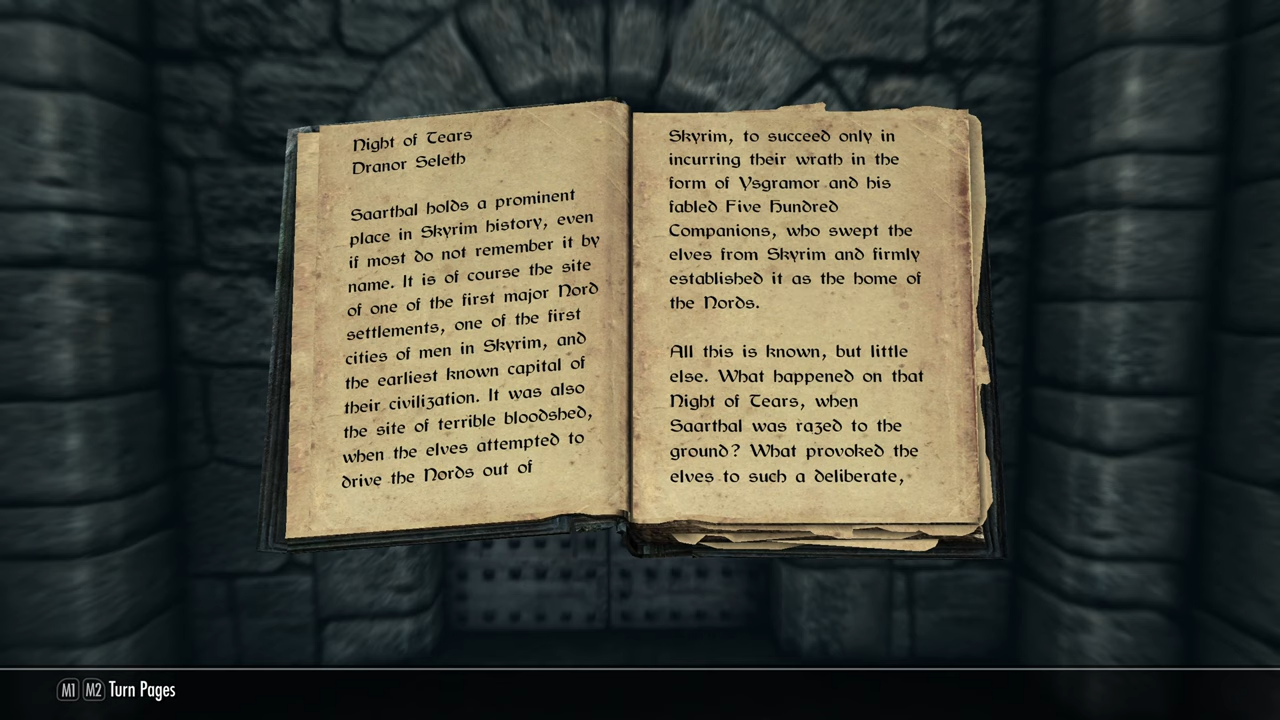 Night of Tears
Dranor Seleth
Saarthal holds a prominent
place in Skyrim history, even
if most do not remember it by
name. It is of course the site
of one of the first major Nord
settlements, one of the first
cities of men in Skyrim, and
the earliest known capital of
their civilization. It was also
the site of terrible bloodshed,
when the elves attempted to
drive the Nords out of
Skyrim, to succeed only in
incurring their wrath in the
form of Ysgramor and his
fabled Five Hundred
Companions, who swept the
elves from Skyrim and firmly
established it as the home of
the Nords.
All this is known, but little
else. What happened on that
Night of Tears, when
Saarthal was razed to the
ground? What provoked the
elves to such a deliberate,
M1 M2 Turn Pages